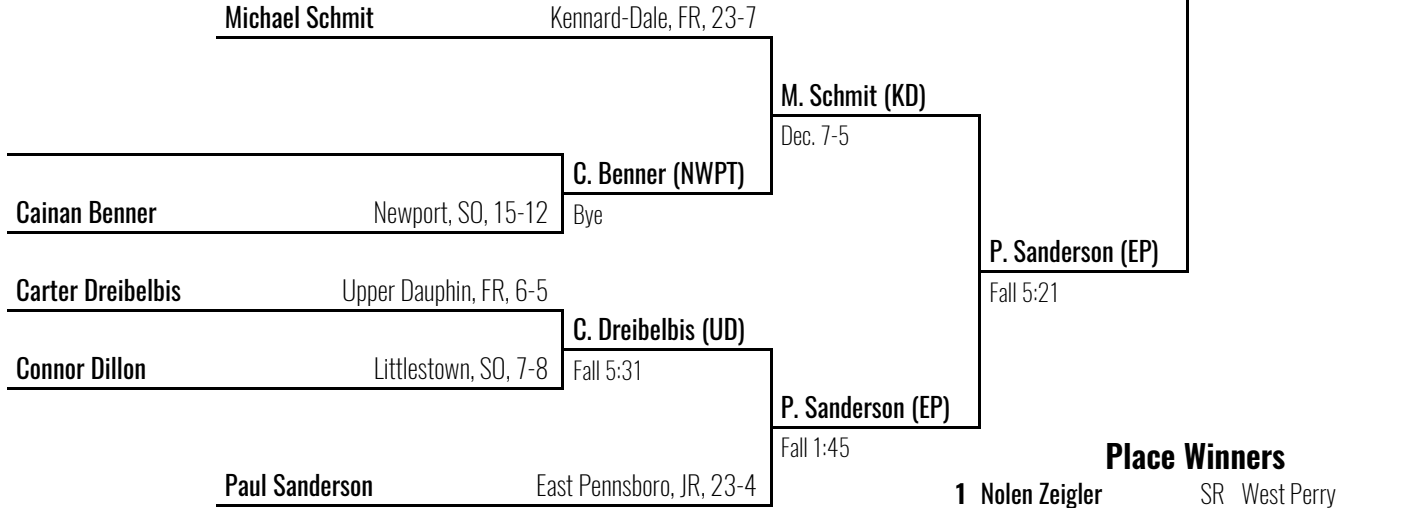 Michael Schmit Kennard-Dale, FR, 23-7
M. Schmit (KD)
Dec. 7-5
C. Benner (NWPT)
Cainan Benner Newport, SO, 15-12 Bye
P. Sanderson (EP)
Carter Dreibelbis Upper Dauphin, FR, 6-5 Fall 5:21
C. Dreibelbis (UD)
Connor Dillon Littlestown, SO, 7-8 Fall 5:31
P. Sanderson (EP)
Fall 1:45 Place Winners
Paul Sanderson East Pennsboro, JR, 23-4 1 Nolen Zeigler SR West Perry